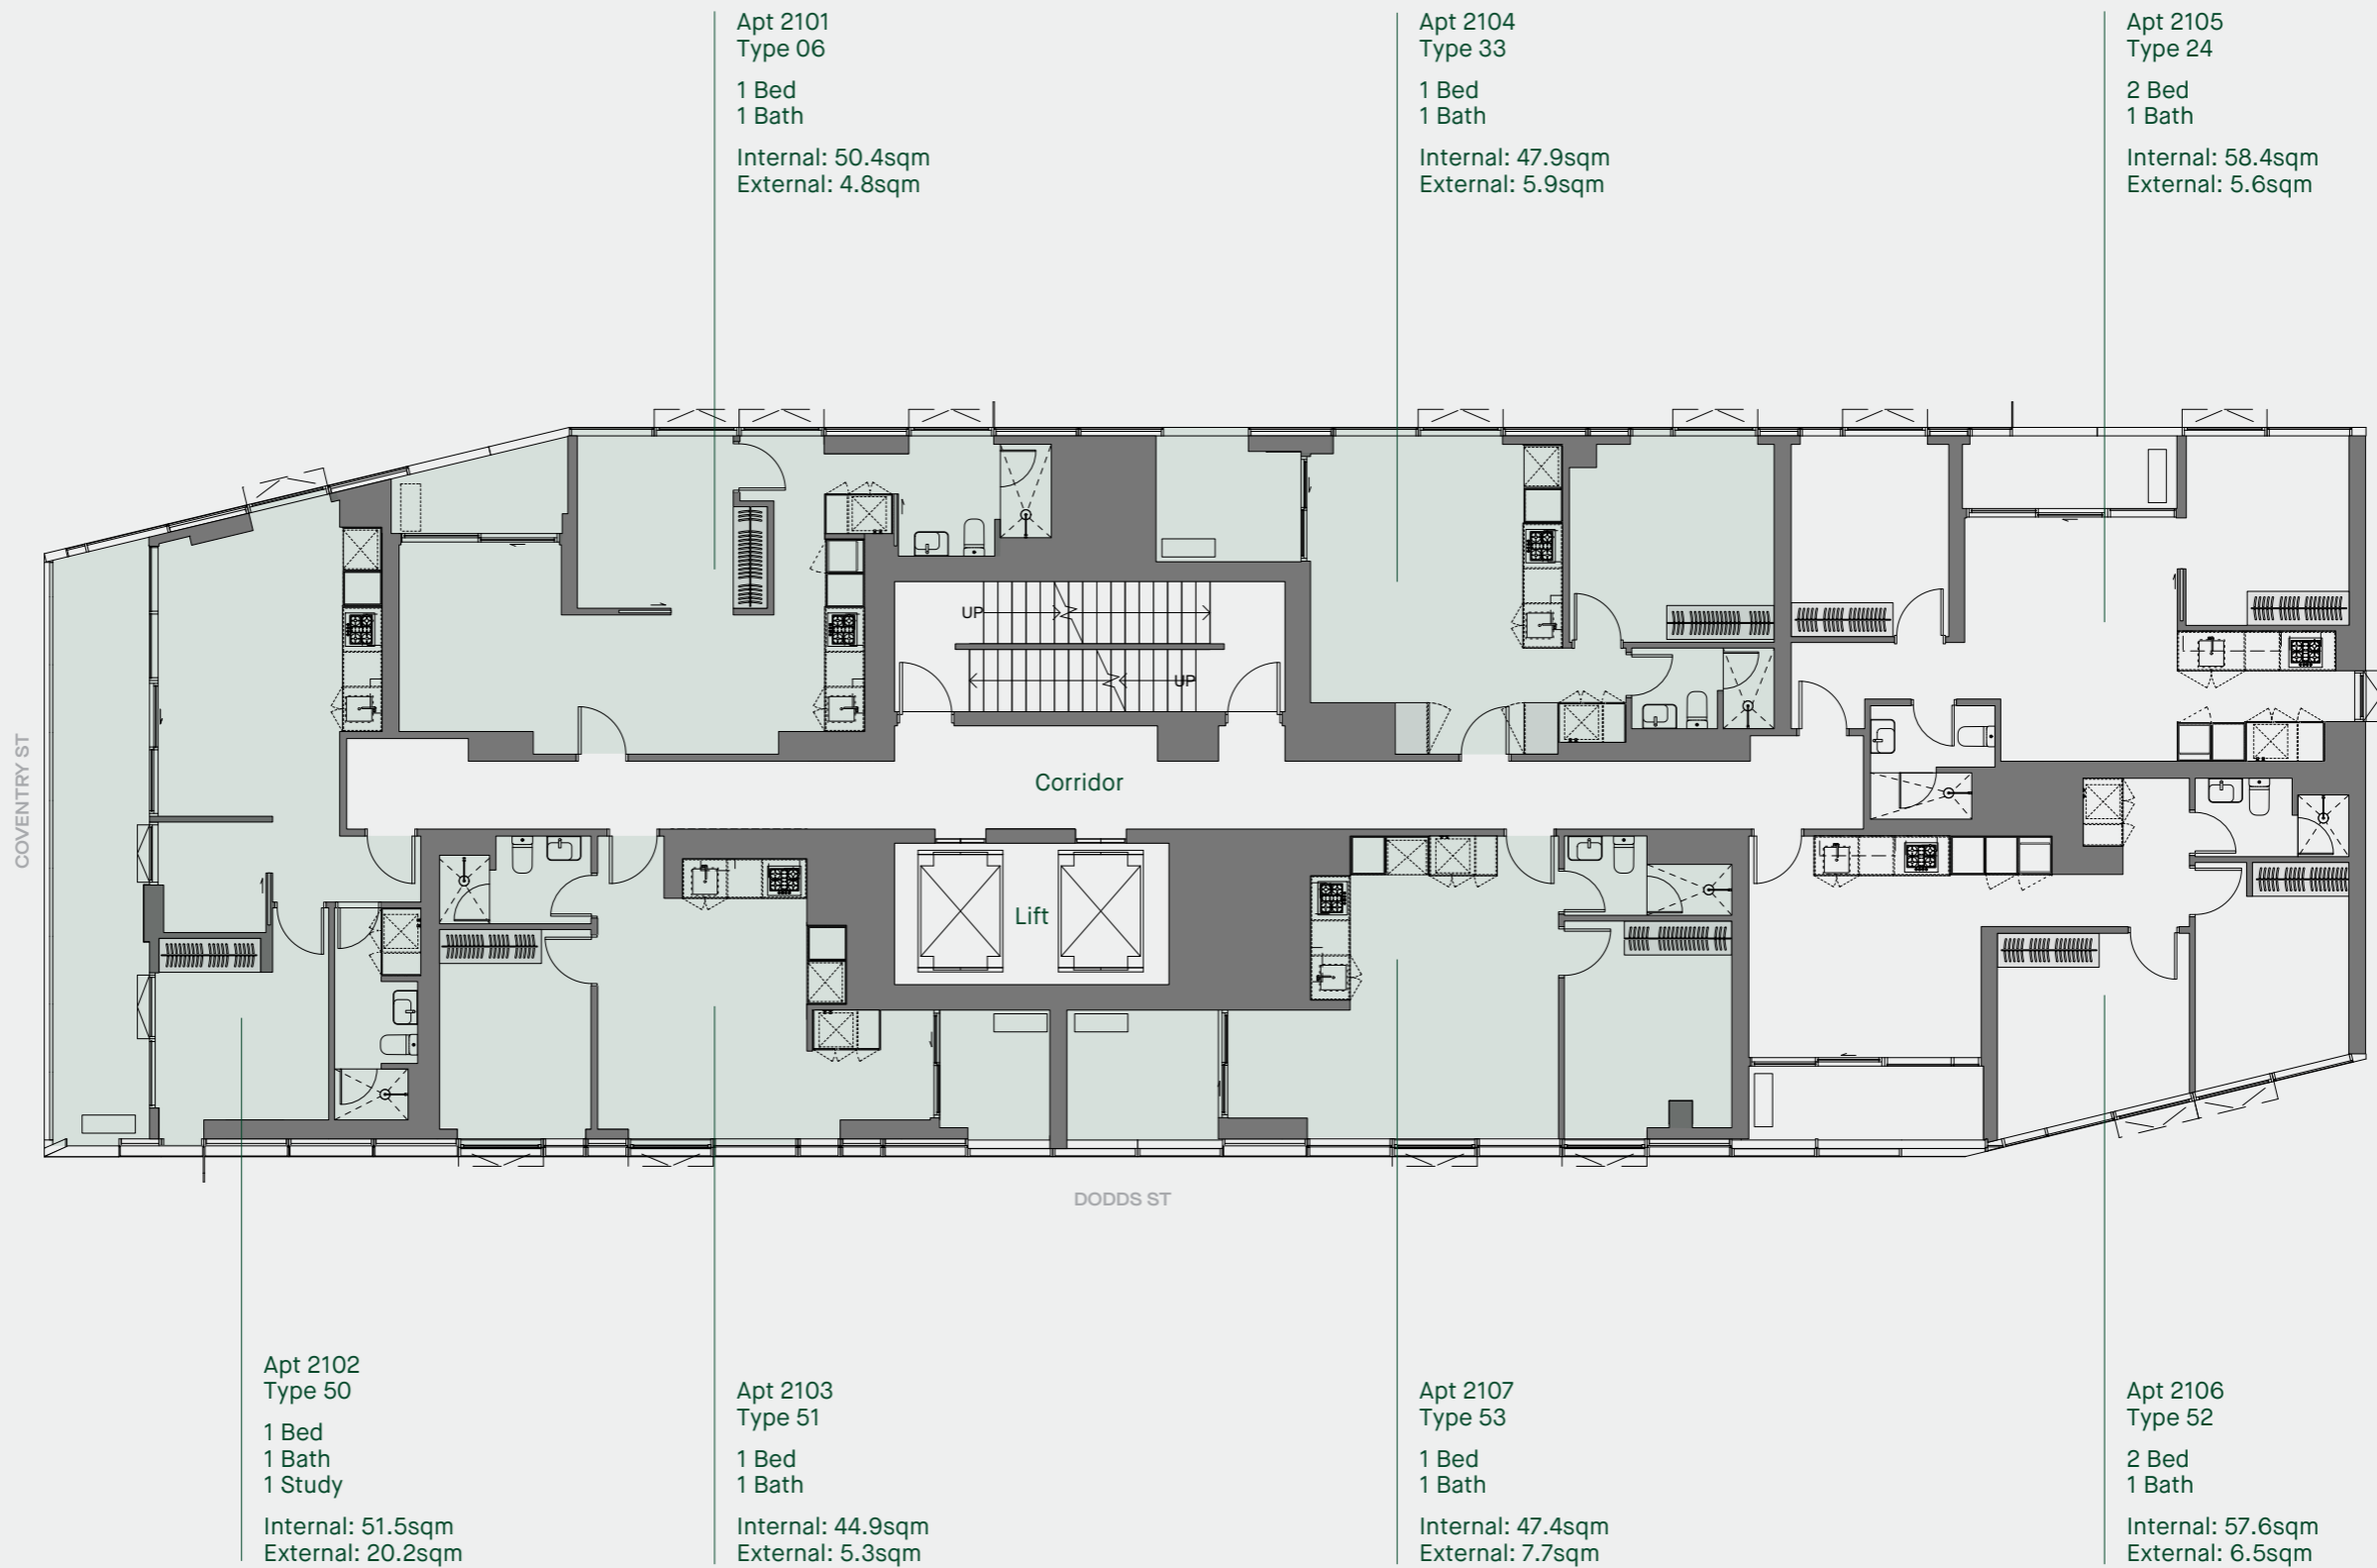 Apt 2101
Type 06
1 Bed
1 Bath
Internal: 50.4sqm
External: 4.8sqm
Apt 2104
Type 33
1 Bed
1 Bath
Internal: 47.9sqm
External: 5.9sqm
Apt 2105
Type 24
2 Bed
1 Bath
Internal: 58.4sqm
External: 5.6sqm
UP
UP
Corridor
Lift
COVENTRY ST
DODDS ST
Apt 2102
Type 50
1 Bed
1 Bath
1 Study
Internal: 51.5sqm
External: 20.2sqm
Apt 2103
Type 51
1 Bed
1 Bath
Internal: 44.9sqm
External: 5.3sqm
Apt 2107
Type 53
1 Bed
1 Bath
Internal: 47.4sqm
External: 7.7sqm
Apt 2106
Type 52
2 Bed
1 Bath
Internal: 57.6sqm
External: 6.5sqm